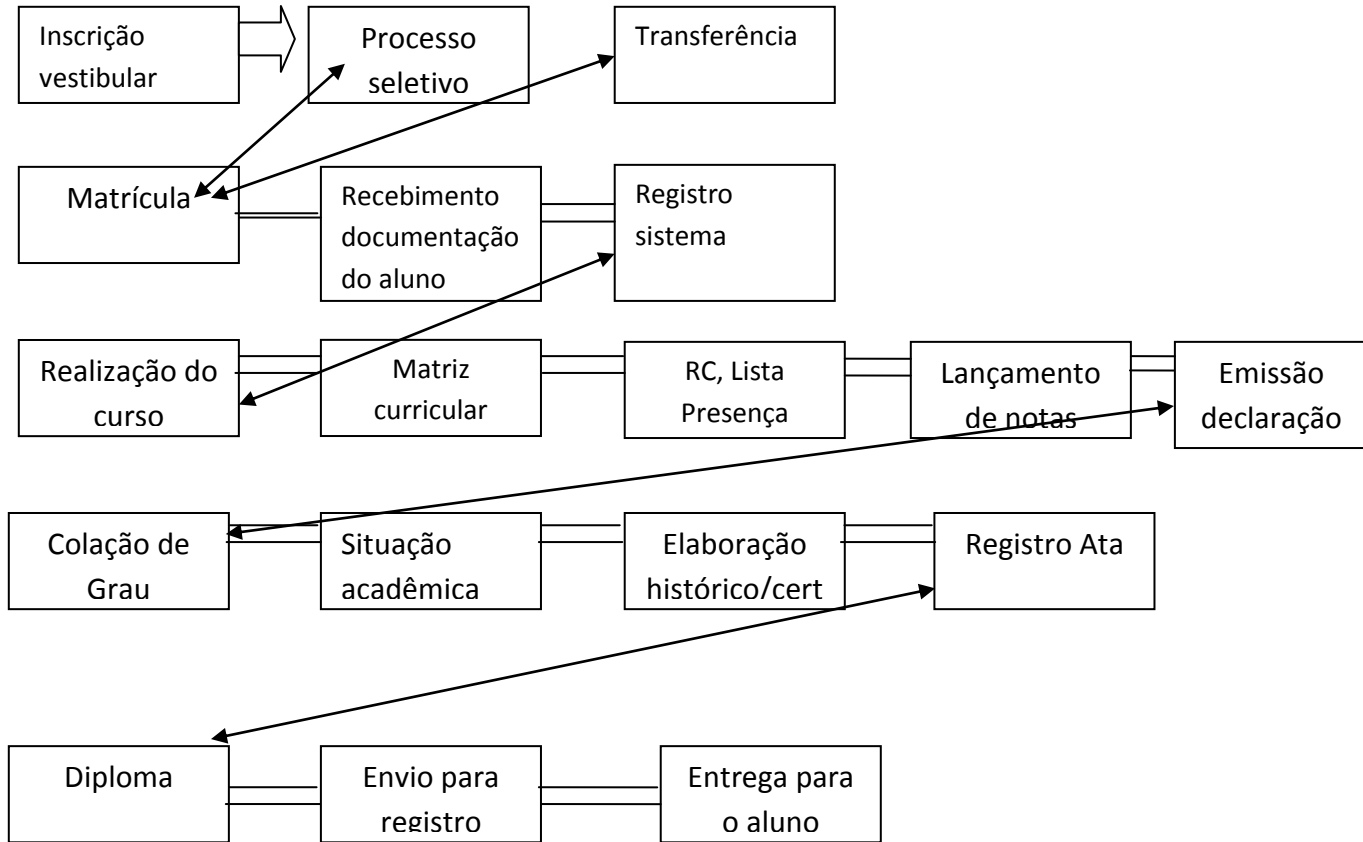 Inscrição
vestibular
Processo
seletivo
Transferência
Matrícula
Recebimento
documentação
do aluno
Registro
sistema
Realização do
curso
Matriz
curricular
RC, Lista
Presença
Lançamento
de notas
Emissão
declaração
Colação de
Grau
Situação
acadêmica
Elaboração
histórico/cert
Registro Ata
Diploma
Envio para
registro
Entrega para
o aluno